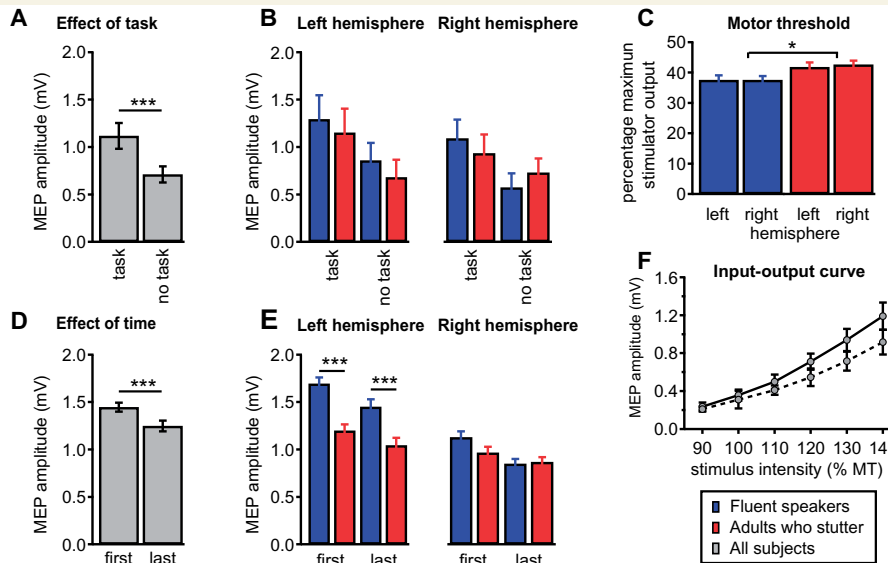 A Effect of task
MEP amplitude (mV)
2.0
1.5
1.0
0.5
0.0
***
task
no task
B Left hemisphere Right hemisphere
MEP amplitude (mV)
2.0
1.5
1.0
0.5
0.0
task
no task
task
no task
C Motor threshold
percentage maximun
stimulator output
50
40
30
20
10
0
*
left right left right
hemisphere
D Effect of time
MEP amplitude (mV)
2.0
1.5
1.0
0.5
0.0
***
first last
E Left hemisphere Right hemisphere
MEP amplitude (mV)
2.0
1.5
1.0
0.5
0.0
***
***
first last
first last
F Input-output curve
MEP amplitude (mV)
1.6
1.2
0.8
0.4
0
90 100 110 120 130 14
stimulus intensity (% MT)
Fluent speakers
Adults who stutter
All subjects